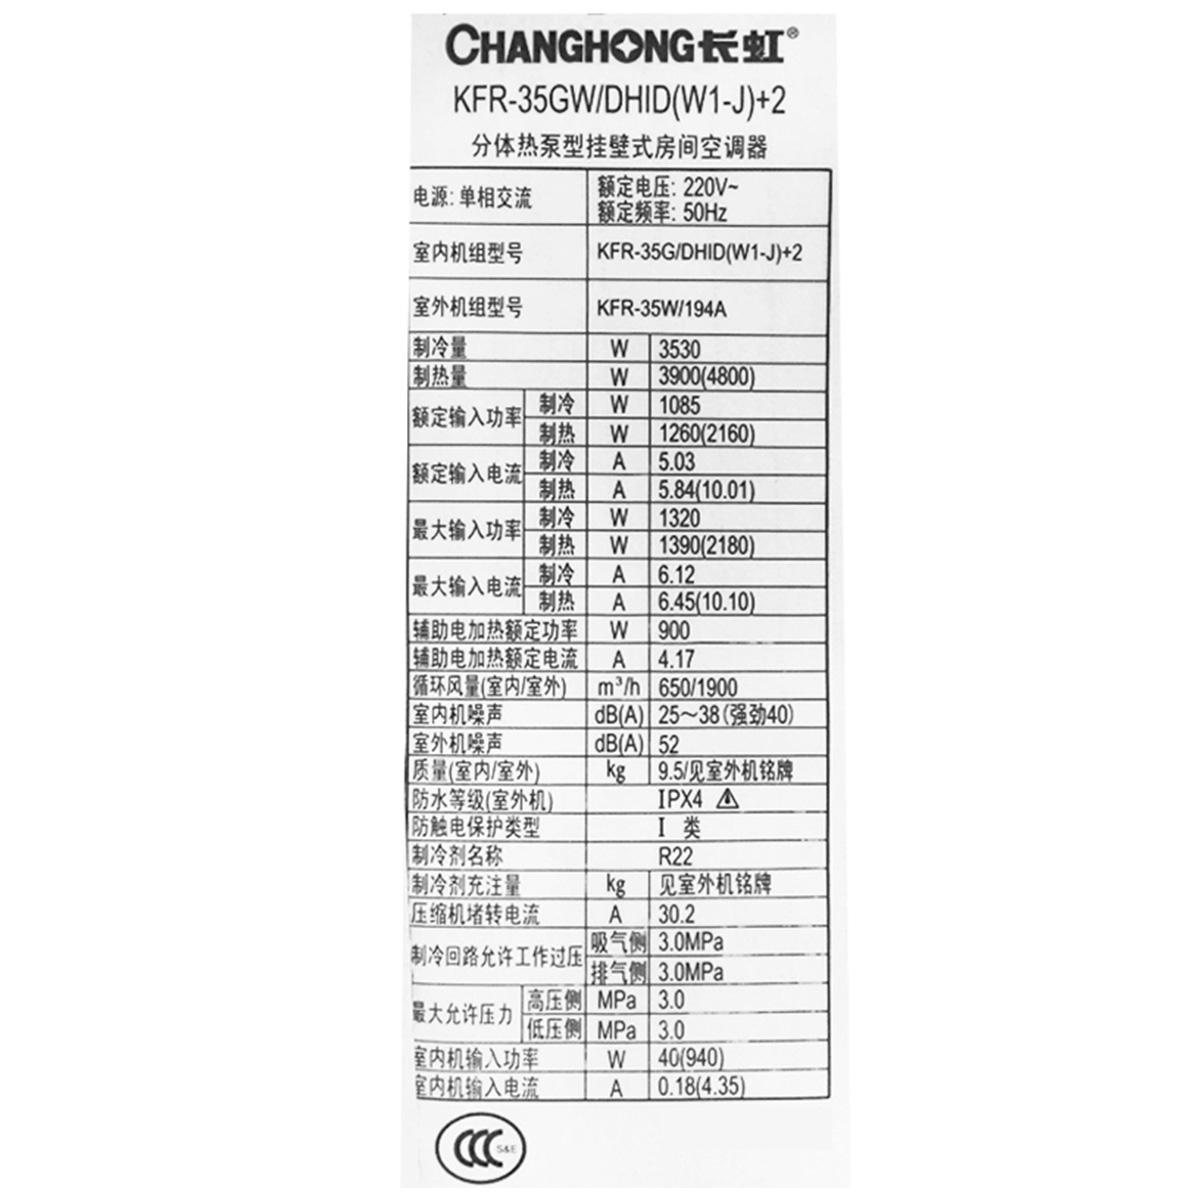 CHANGHONG长虹®
KFR-35GW/DHID(W1-J)+2
分体热泵型挂壁式房间空调器
电源: 单相交流 额定电压: 220V~
额定频率: 50Hz
室内机组型号 KFR-35G/DHID(W1-J)+2
室外机组型号 KFR-35W/194A
制冷量 W 3530
制热量 W 3900(4800)
额定输入功率 制冷 W 1085
制热 W 1260(2160)
额定输入电流 制冷 A 5.03
制热 A 5.84(10.01)
最大输入功率 制冷 W 1320
制热 W 1390(2180)
最大输入电流 制冷 A 6.12
制热 A 6.45(10.10)
辅助电加热额定功率 W 900
辅助电加热额定电流 A 4.17
循环风量(室内/室外) m³/h 650/1900
室内机噪声 dB(A) 25～38(强劲40)
室外机噪声 dB(A) 52
质量(室内/室外) kg 9.5/见室外机铭牌
防水等级(室外机) IPX4
防触电保护类型 I 类
制冷剂名称 R22
制冷剂充注量 kg 见室外机铭牌
压缩机堵转电流 A 30.2
制冷回路允许工作过压 吸气侧 3.0MPa
排气侧 3.0MPa
最大允许压力 高压侧 MPa 3.0
低压侧 MPa 3.0
室内机输入功率 W 40(940)
室内机输入电流 A 0.18(4.35)
CCC S&E